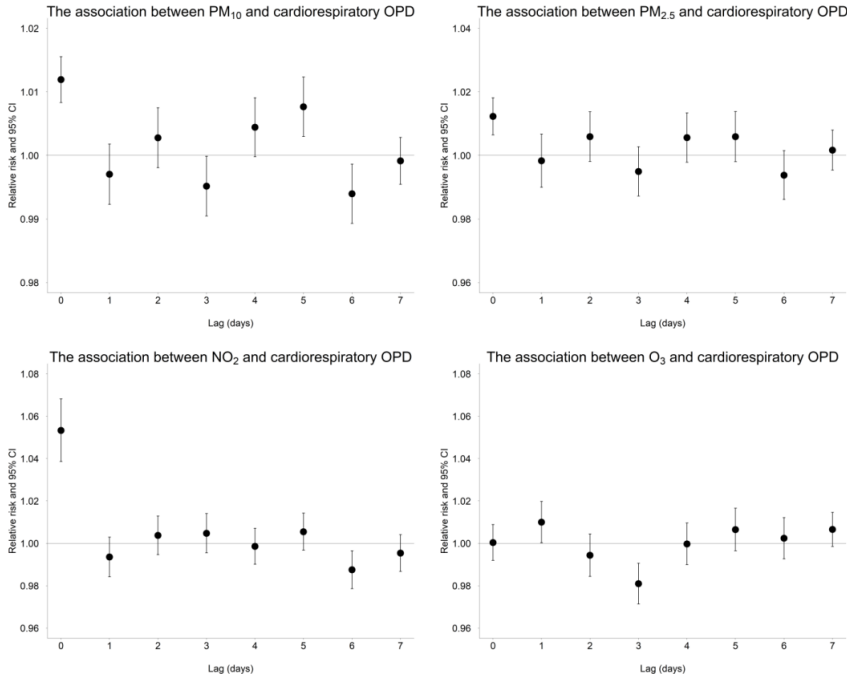 The association between PM₁₀ and cardiorespiratory OPD
Relative risk and 95% CI
1.02
1.01
1.00
0.99
0.98
0 1 2 3 4 5 6 7
Lag (days)
The association between PM₂.₅ and cardiorespiratory OPD
Relative risk and 95% CI
1.04
1.02
1.00
0.98
0.96
0 1 2 3 4 5 6 7
Lag (days)
The association between NO₂ and cardiorespiratory OPD
Relative risk and 95% CI
1.08
1.06
1.04
1.02
1.00
0.98
0.96
0 1 2 3 4 5 6 7
Lag (days)
The association between O₃ and cardiorespiratory OPD
Relative risk and 95% CI
1.08
1.06
1.04
1.02
1.00
0.98
0.96
0 1 2 3 4 5 6 7
Lag (days)